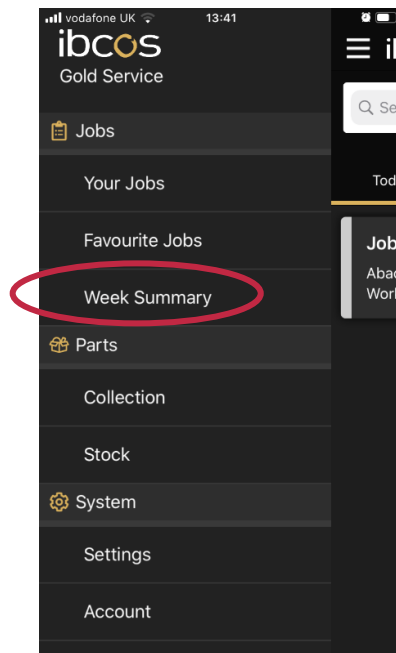 vodafone UK 13:41
ibcos
Gold Service
Jobs
Your Jobs
Favourite Jobs
Week Summary
Parts
Collection
Stock
System
Settings
Account
Job